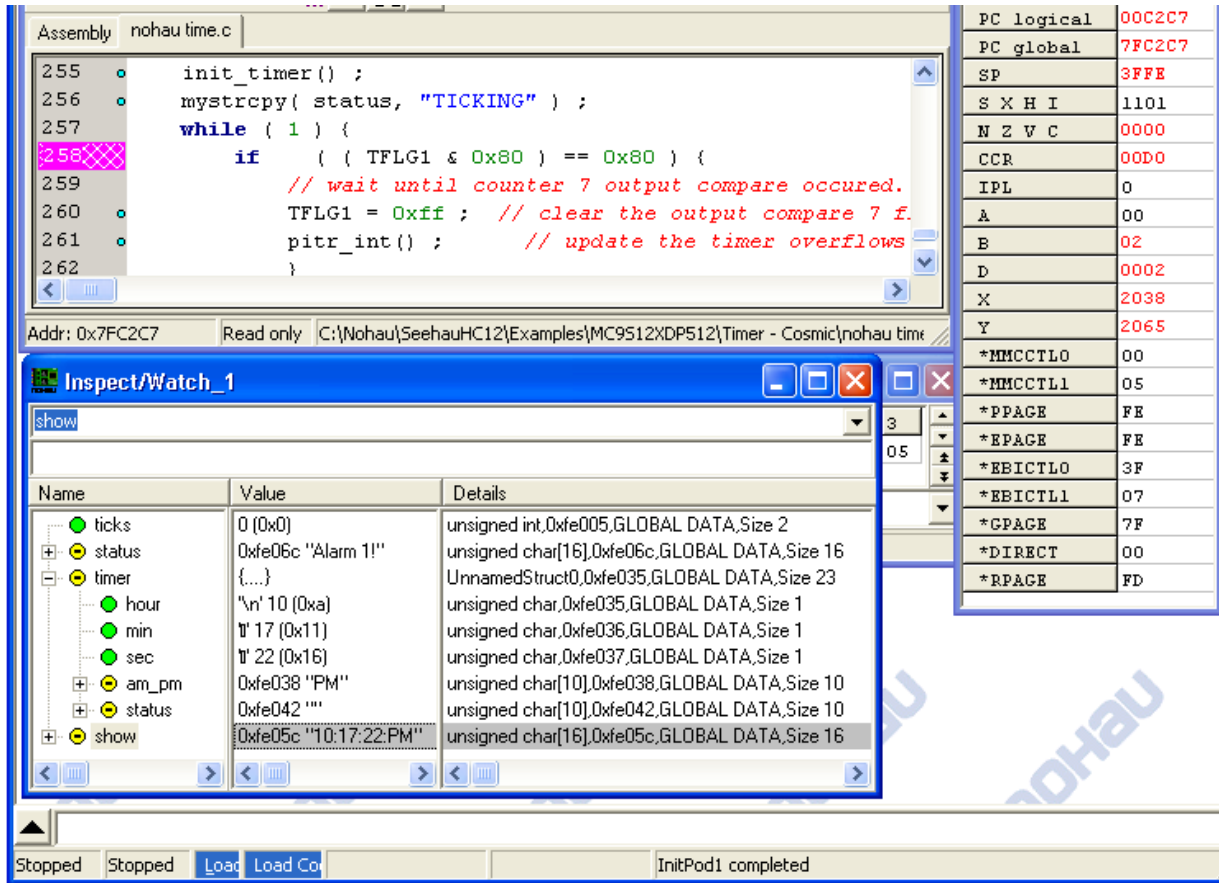 Assembly nohau time.c
255 init_timer() ;
256 mystrcpy( status, "TICKING" ) ;
257 while ( 1 ) {
258 if ( ( TFLG1 & 0x80 ) == 0x80 ) {
259 // wait until counter 7 output compare occured.
260 TFLG1 = 0xff ; // clear the output compare 7 f
261 pitr_int() ; // update the timer overflows
262 }
Addr: 0x7FC2C7 Read only C:\Nohau\SeehauHC12\Examples\MC9S12XDP512\Timer - Cosmic\nohau time
PC logical 00C2C7
PC global 7FC2C7
SP 3FFE
S X H I 1101
N Z V C 0000
CCR 00D0
IPL 0
A 00
B 02
D 0002
X 2038
Y 2065
*MMCCTL0 00
*MMCCTL1 05
*PPAGE FE
*EPAGE FE
*EBICTL0 3F
*EBICTL1 07
*GPAGE 7F
*DIRECT 00
*RPAGE FD
Inspect/Watch_1
show
3
05
Name Value Details
ticks 0 (0x0) unsigned int,0xfe005,GLOBAL DATA,Size 2
status 0xfe06c "Alarm 1!" unsigned char[16],0xfe06c,GLOBAL DATA,Size 16
timer {....} UnnamedStruct0,0xfe035,GLOBAL DATA,Size 23
hour '\n' 10 (0xa) unsigned char,0xfe035,GLOBAL DATA,Size 1
min 17 (0x11) unsigned char,0xfe036,GLOBAL DATA,Size 1
sec 22 (0x16) unsigned char,0xfe037,GLOBAL DATA,Size 1
am_pm 0xfe038 "PM" unsigned char[10],0xfe038,GLOBAL DATA,Size 10
status 0xfe042 "" unsigned char[10],0xfe042,GLOBAL DATA,Size 10
show 0xfe05c "10:17:22:PM" unsigned char[16],0xfe05c,GLOBAL DATA,Size 16
nohau
Stopped Stopped Load Load Co InitPod1 completed